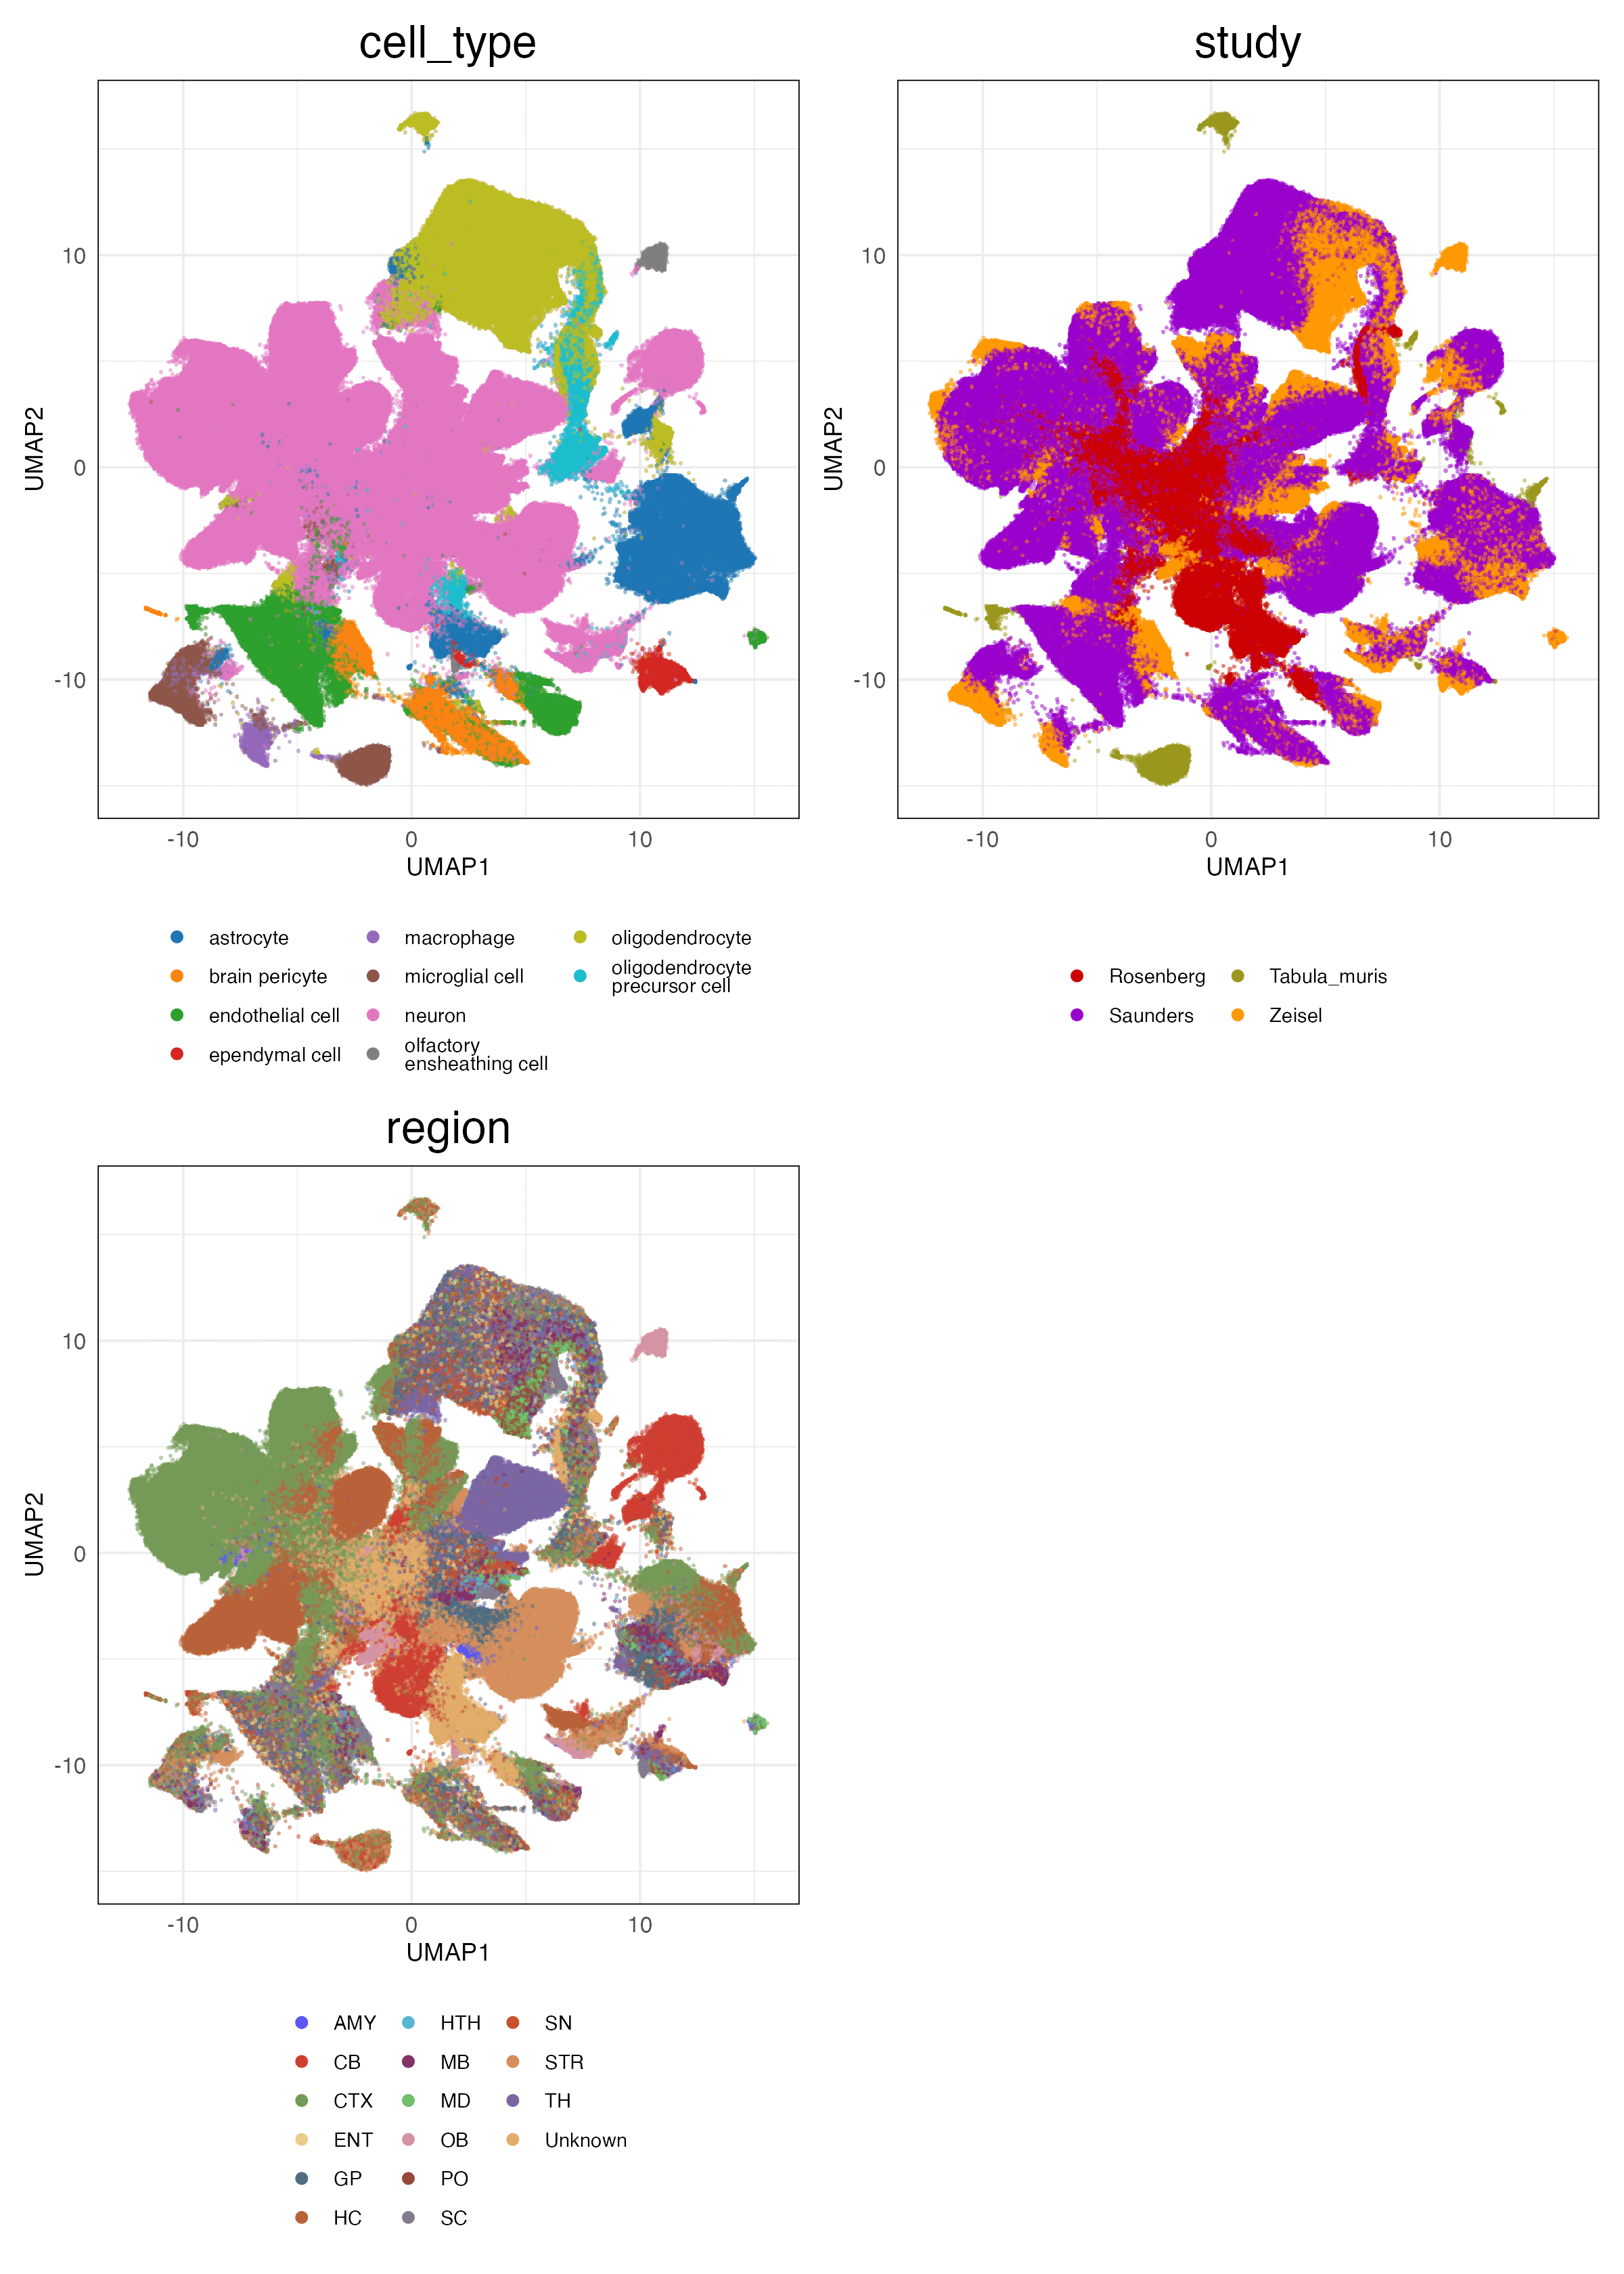 cell_type
study
10
0
-10
UMAP2
-10
0
10
UMAP1
10
0
-10
UMAP2
-10
0
10
UMAP1
astrocyte
brain pericyte
endothelial cell
ependymal cell
macrophage
microglial cell
neuron
olfactory
ensheathing cell
oligodendrocyte
oligodendrocyte
precursor cell
Rosenberg
Saunders
Tabula_muris
Zeisel
region
10
0
-10
UMAP2
-10
0
10
UMAP1
AMY
CB
CTX
ENT
GP
HC
HTH
MB
MD
OB
PO
SC
SN
STR
TH
Unknown